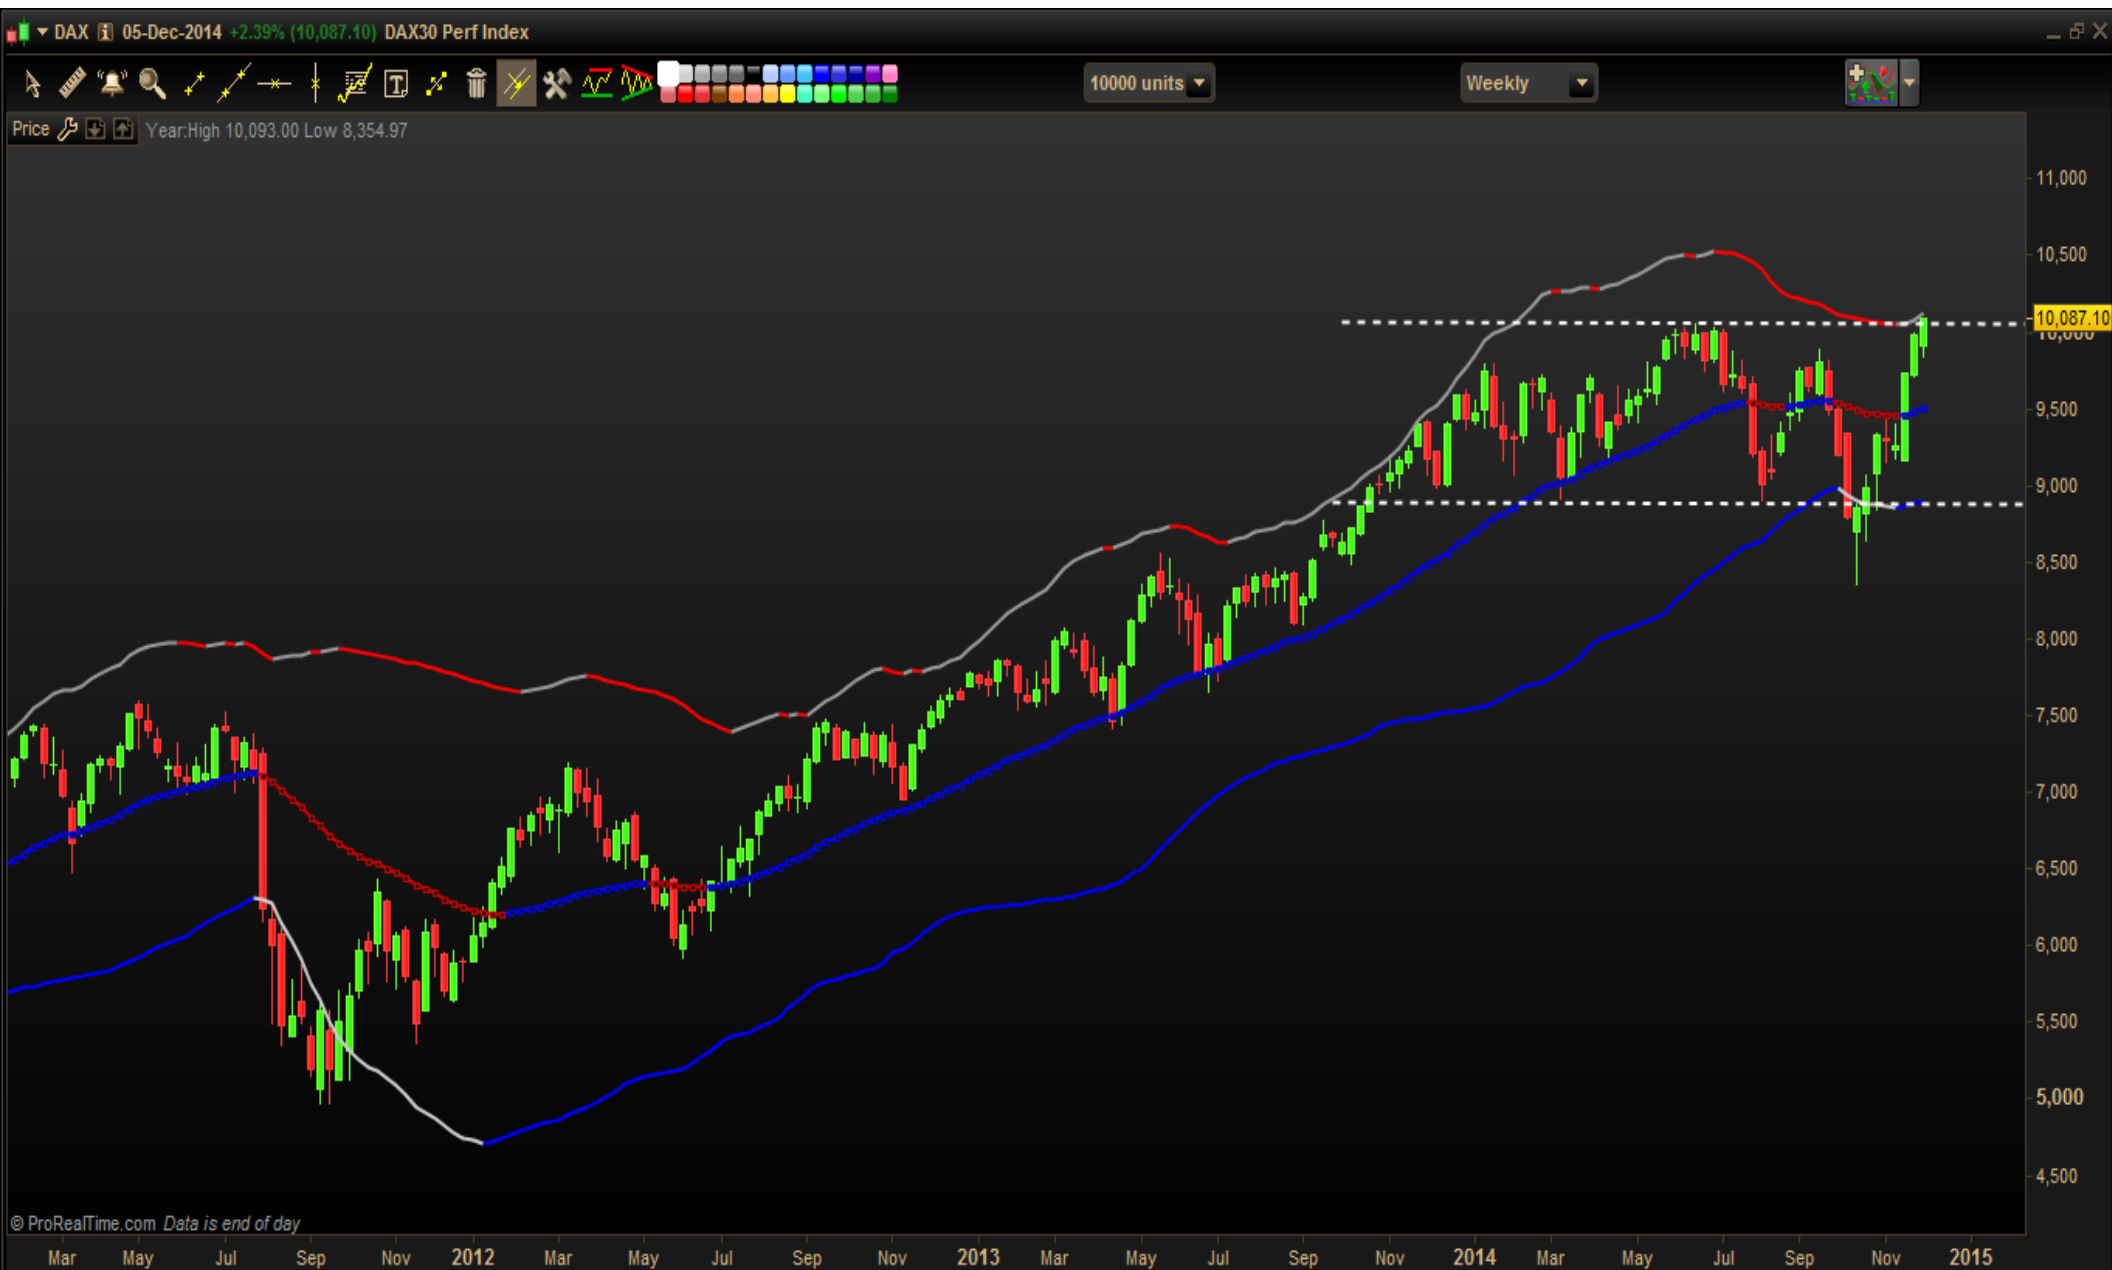 DAX 05-Dec-2014 +2.39% (10,087.10) DAX30 Perf Index
10000 units
Weekly
Price Year:High 10,093.00 Low 8,354.97
11,000
10,500
10,087.10
10,000
9,500
9,000
8,500
8,000
7,500
7,000
6,500
6,000
5,500
5,000
4,500
© ProRealTime.com Data is end of day
Mar May Jul Sep Nov 2012 Mar May Jul Sep Nov 2013 Mar May Jul Sep Nov 2014 Mar May Jul Sep Nov 2015